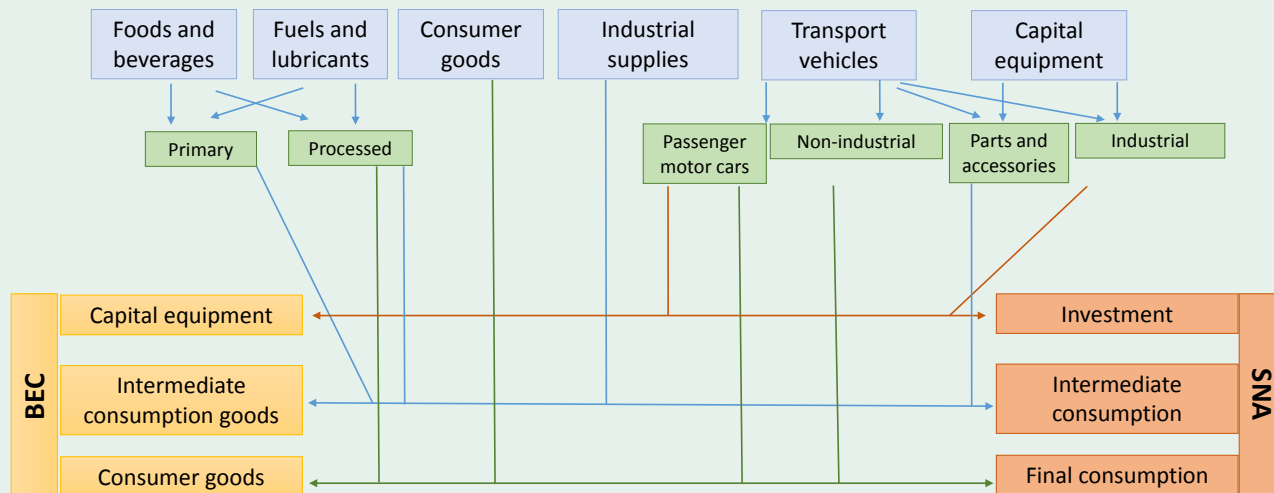 Foods and
beverages
Fuels and
lubricants
Consumer
goods
Industrial
supplies
Transport
vehicles
Capital
equipment
Primary
Processed
Passenger
motor cars
Non-industrial
Parts and
accessories
Industrial
BEC
Capital equipment
Intermediate
consumption goods
Consumer goods
Investment
Intermediate
consumption
Final consumption
SNA